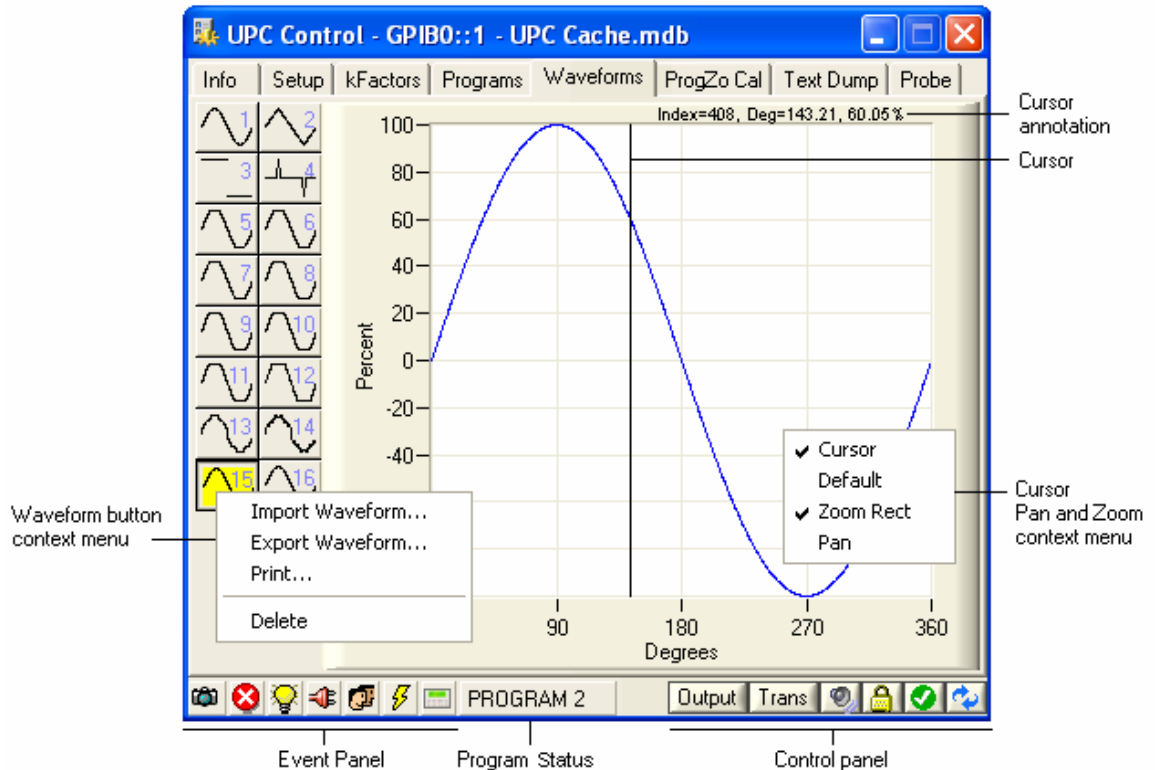 UPC Control - GPIB0::1 - UPC Cache.mdb
Info Setup kFactors Programs Waveforms ProgZo Cal Text Dump Probe
Index=408, Deg=143.21, 60.05%
Cursor
annotation
Cursor
1 2
3 4
5 6
7 8
9 10
11 12
13 14
15 16
100
80
60
40
20
0
-20
-40
Percent
90 180 270 360
Degrees
Import Waveform...
Export Waveform...
Print...
Delete
Waveform button
context menu
Cursor
Default
Zoom Rect
Pan
Cursor
Pan and Zoom
context menu
PROGRAM 2 Output Trans
Event Panel Program Status Control panel